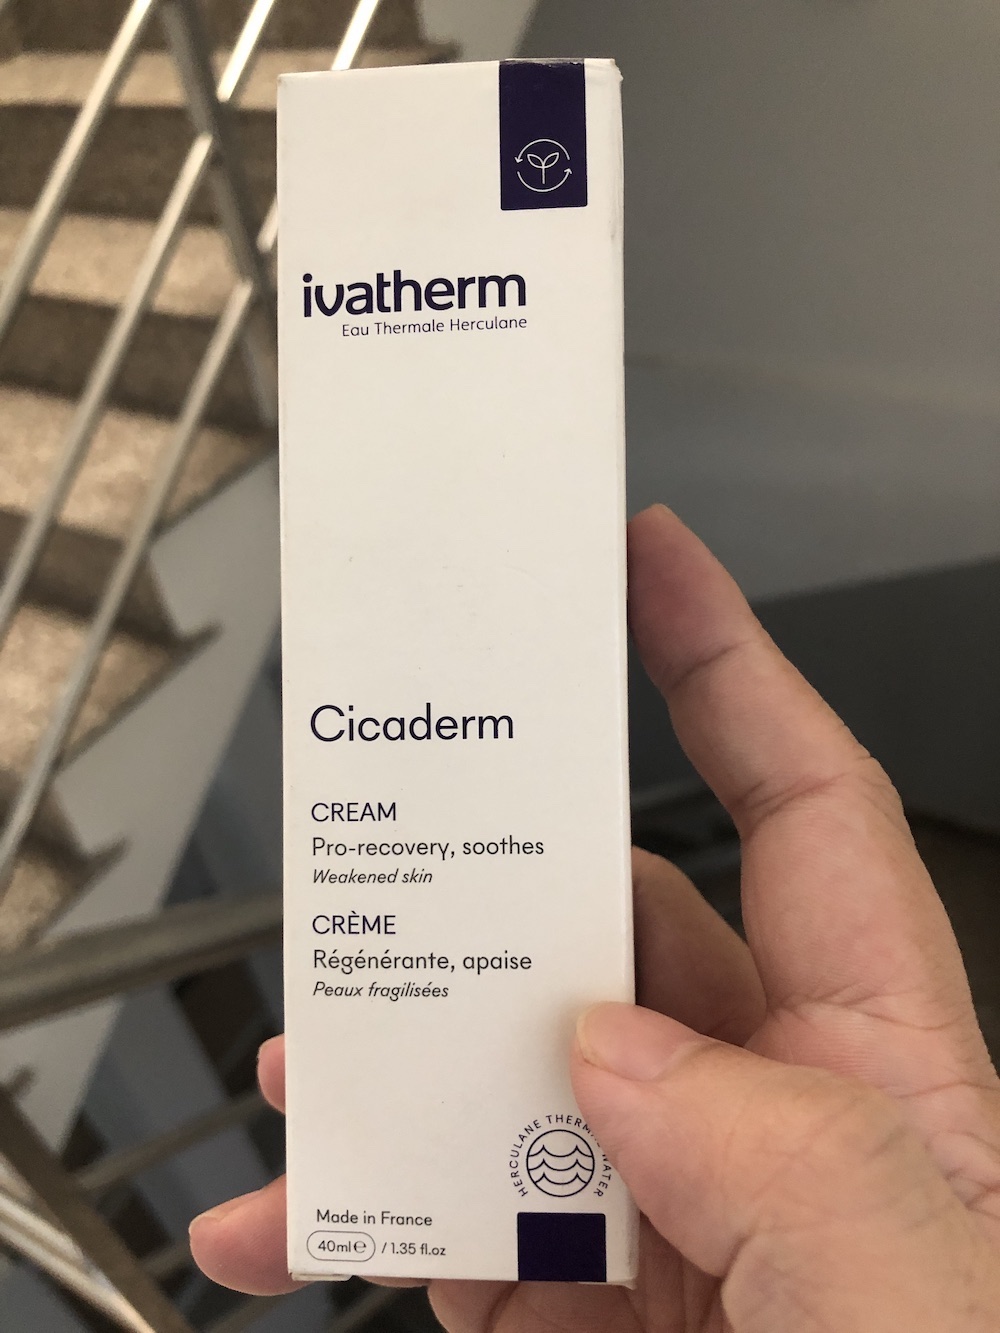 ivatherm
Eau Thermale Herculane
Cicaderm
CREAM
Pro-recovery, soothes
Weakened skin
CRÈME
Régénérante, apaise
Peaux fragilisées
HERCULANE WATER
Made in France
40ml℮ / 1.35 fl.oz